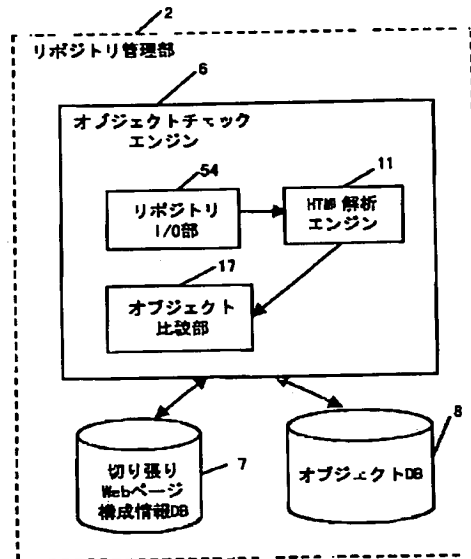 2
リポジトリ管理部
6
オブジェクトチェック
エンジン
54
リポジトリ
I/O部
11
HTML解析
エンジン
17
オブジェクト
比較部
切り張り
Webページ
構成情報DB
7
オブジェクトDB
8